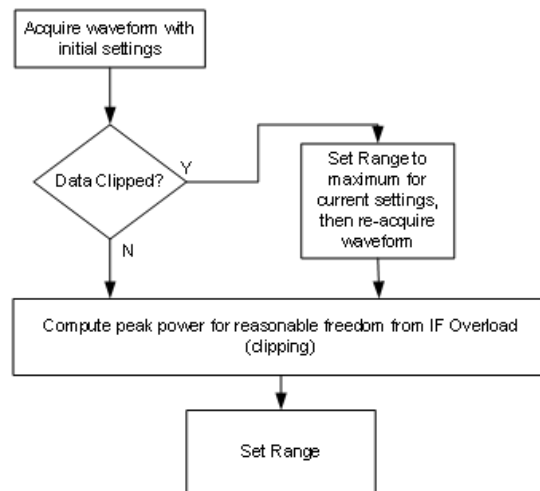 Acquire waveform with
initial settings
Data Clipped?
Y
N
Set Range to
maximum for
current settings,
then re-acquire
waveform
Compute peak power for reasonable freedom from IF Overload
(clipping)
Set Range